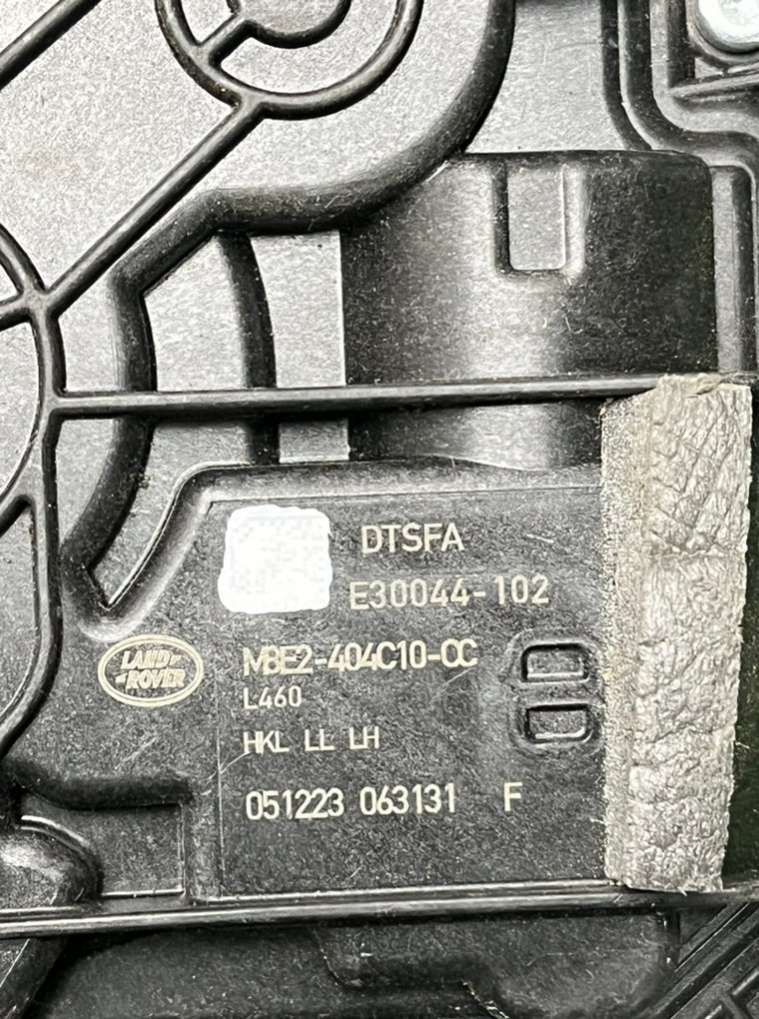 DTSFA
E30044-102
LAND
ROVER
M8E2-404C10-CC
L460
HKL LL LH
051223 063131 F